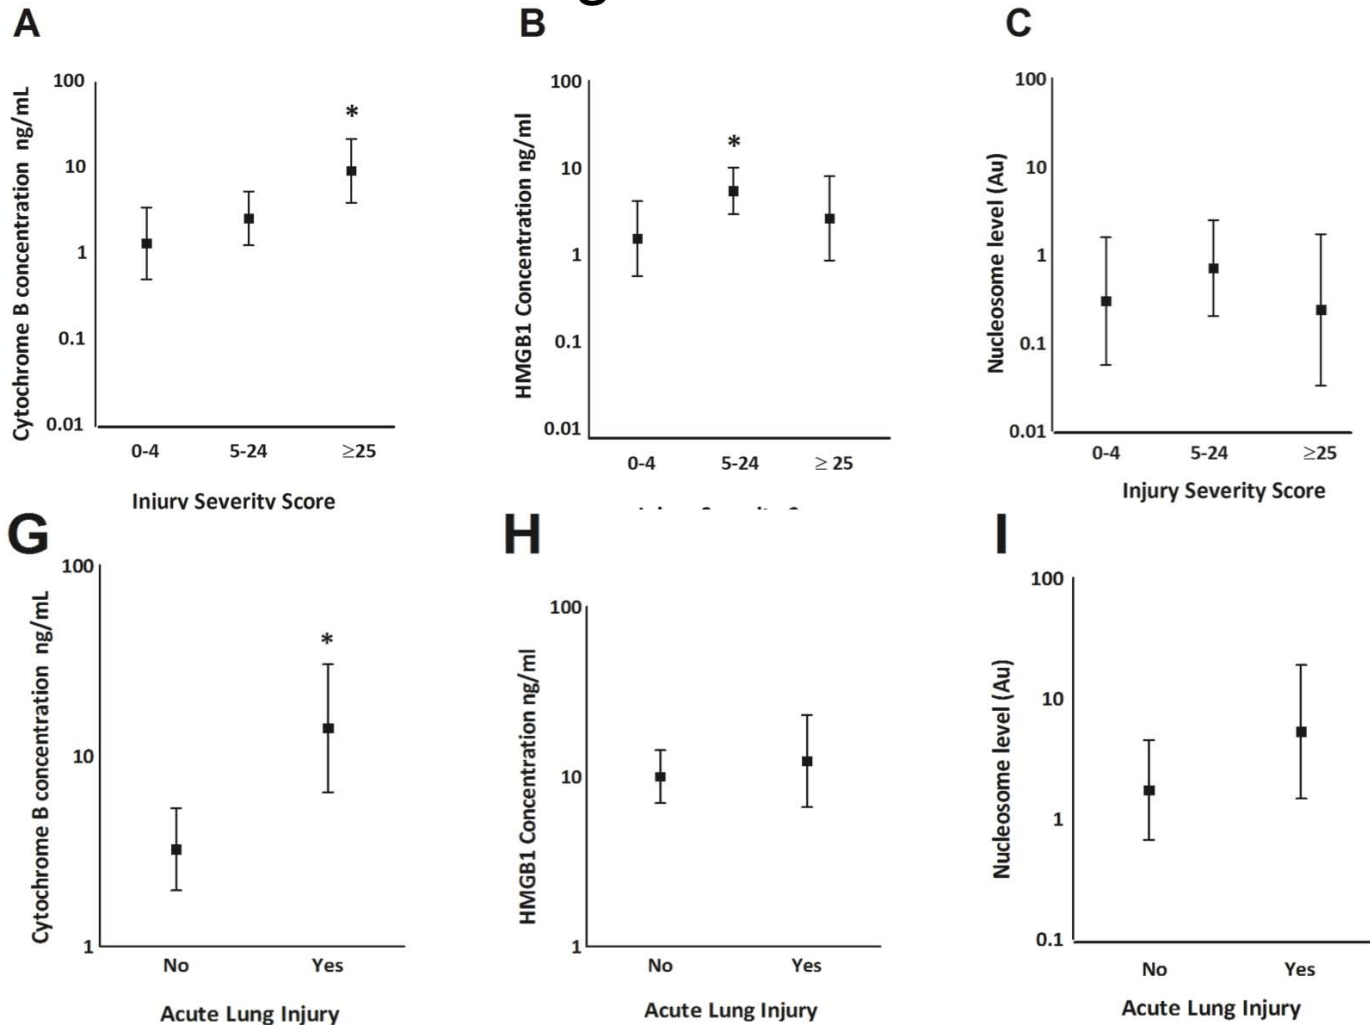 A
Cytochrome B concentration ng/mL
100
10
1
0.1
0.01
*
0-4 5-24 ≥25
Injury Severity Score
B
HMGB1 Concentration ng/ml
100
10
1
0.1
0.01
*
0-4 5-24 ≥ 25
C
Nucleosome level (Au)
100
10
1
0.1
0.01
0-4 5-24 ≥25
Injury Severity Score
G
Cytochrome B concentration ng/mL
100
10
1
*
No Yes
Acute Lung Injury
H
HMGB1 Concentration ng/ml
100
10
1
No Yes
Acute Lung Injury
I
Nucleosome level (Au)
100
10
1
0.1
No Yes
Acute Lung Injury